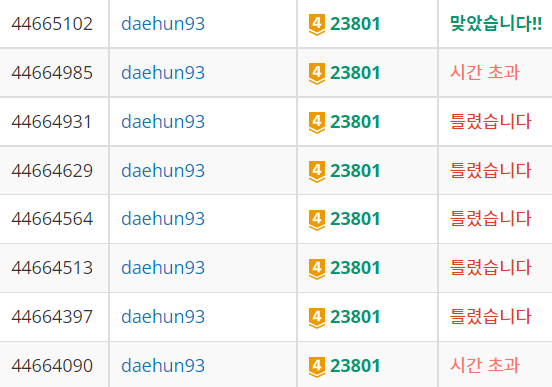 44665102 daehun93 4 23801 맞았습니다!!
44664985 daehun93 4 23801 시간 초과
44664931 daehun93 4 23801 틀렸습니다
44664629 daehun93 4 23801 틀렸습니다
44664564 daehun93 4 23801 틀렸습니다
44664513 daehun93 4 23801 틀렸습니다
44664397 daehun93 4 23801 틀렸습니다
44664090 daehun93 4 23801 시간 초과